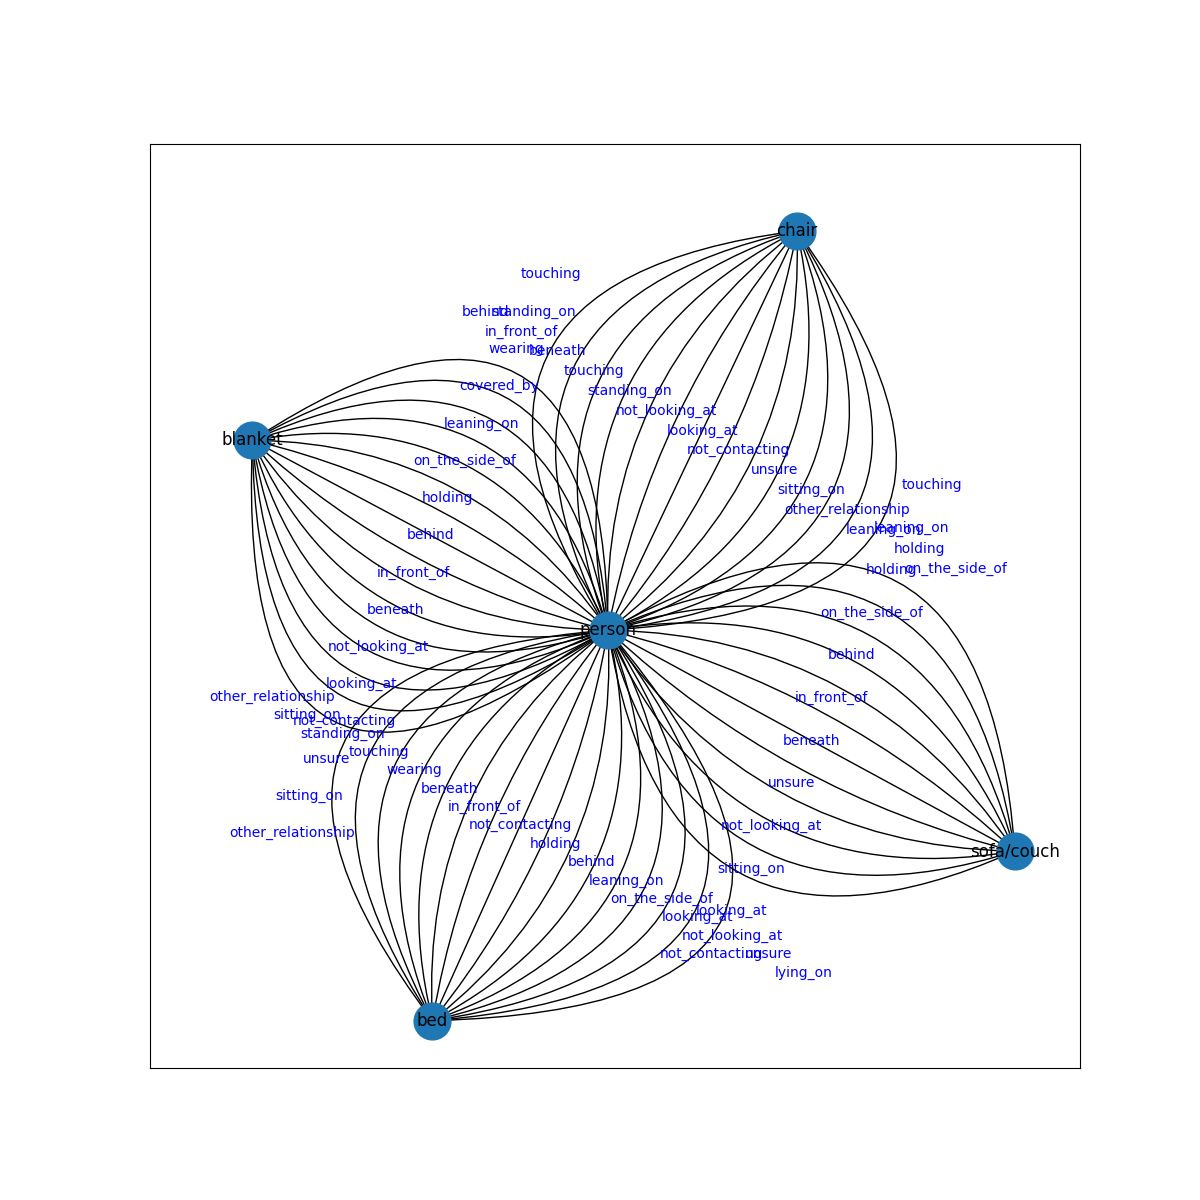 chair
touching
behind
standing_on
in_front_of
wearing
beneath
touching
covered_by
standing_on
not_looking_at
leaning_on
looking_at
blanket
not_contacting
on_the_side_of
unsure
touching
sitting_on
holding
other_relationship
leaning_on
leaning_on
behind
holding
holding
on_the_side_of
in_front_of
beneath
on_the_side_of
person
not_looking_at
behind
looking_at
other_relationship
in_front_of
sitting_on
not_contacting
standing_on
beneath
touching
unsure
wearing
unsure
beneath
sitting_on
in_front_of
not_contacting
not_looking_at
other_relationship
holding
sofa/couch
behind
sitting_on
leaning_on
on_the_side_of
looking_at
looking_at
not_looking_at
not_contacting
unsure
lying_on
bed